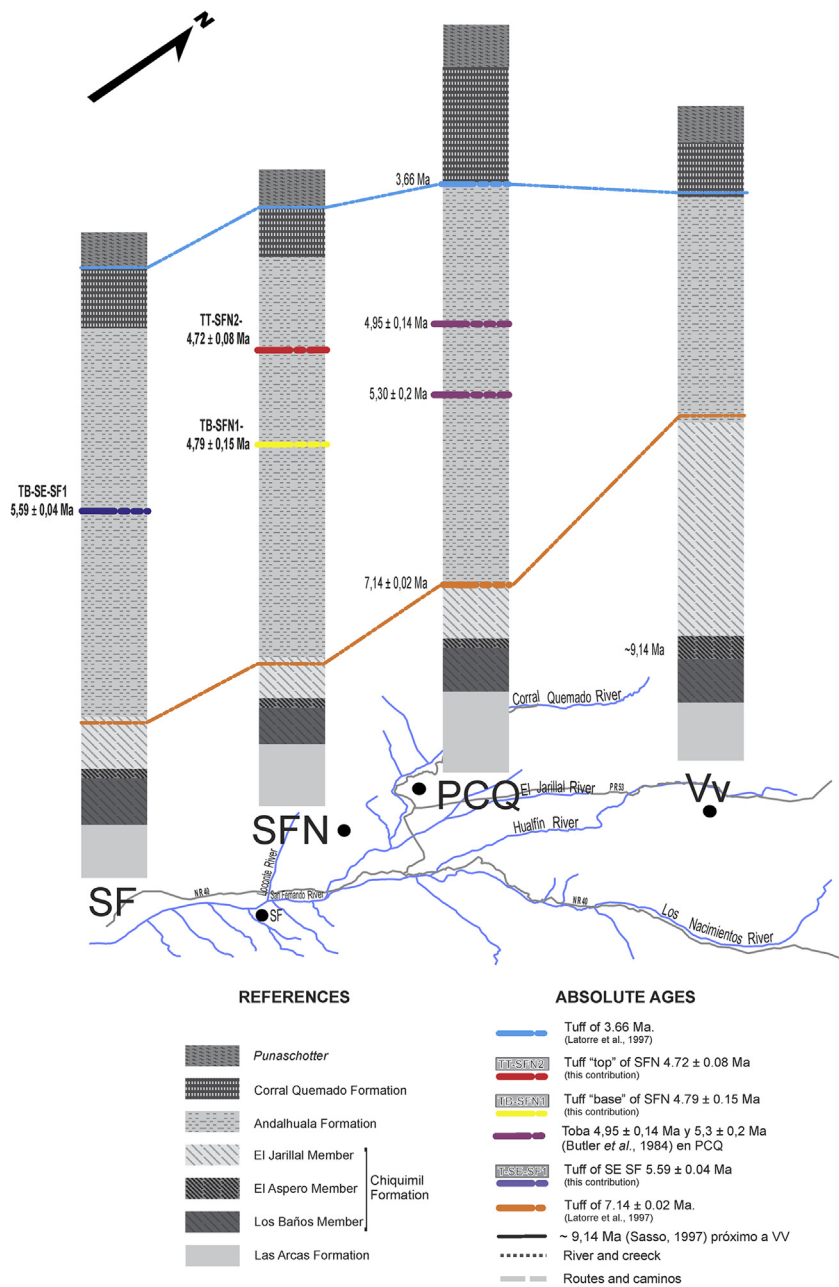 N
3,66 Ma
TT-SFN2-
4,72 ± 0,08 Ma
4,95 ± 0,14 Ma
5,30 ± 0,2 Ma
TB-SFN1-
4,79 ± 0,15 Ma
TB-SE-SF1
5,59 ± 0,04 Ma
7,14 ± 0,02 Ma
~9,14 Ma
Corral Quemado River
PCQ
El Jarillal River
P R 53
Vv
SFN
Hualfín River
Loconte River
SF
N R 40
San Fernando River
SF
N R 40
Los Nacimientos River
REFERENCES
Punaschotter
Corral Quemado Formation
Andalhuala Formation
El Jarillal Member
El Aspero Member
Chiquimil
Formation
Los Baños Member
Las Arcas Formation
ABSOLUTE AGES
Tuff of 3.66 Ma.
(Latorre et al., 1997)
TT-SFN2
Tuff “top” of SFN 4.72 ± 0.08 Ma
(this contribution)
TB-SFN1
Tuff “base” of SFN 4.79 ± 0.15 Ma
(this contribution)
Toba 4,95 ± 0,14 Ma y 5,3 ± 0,2 Ma
(Butler et al., 1984) en PCQ
T-SE-SF1
Tuff of SE SF 5.59 ± 0.04 Ma
(this contribution)
Tuff of 7.14 ± 0.02 Ma.
(Latorre et al., 1997)
~ 9,14 Ma (Sasso, 1997) próximo a VV
River and creeck
Routes and caminos